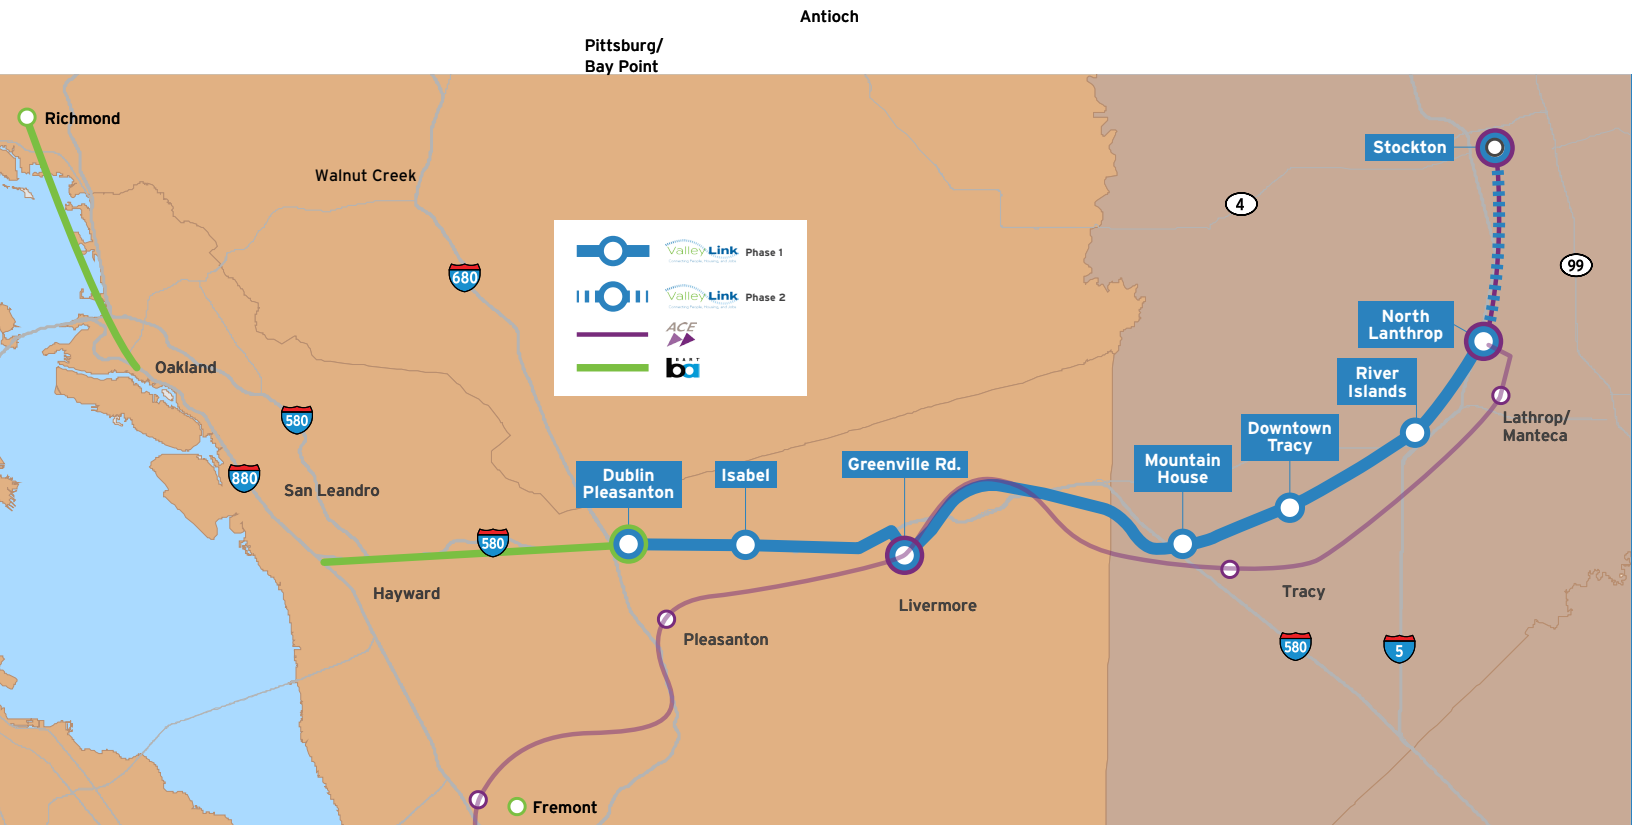 Antioch
Pittsburg/
Bay Point
Richmond
Walnut Creek
Stockton
4
680
99
Valley Link Phase 1
Valley Link Phase 2
ACE
BART
ba
North
Lanthrop
Oakland
River
Islands
580
Lathrop/
Manteca
Downtown
Tracy
880
San Leandro
Dublin
Pleasanton
Isabel
Greenville Rd.
Mountain
House
580
Hayward
Livermore
Tracy
Pleasanton
580
5
Fremont